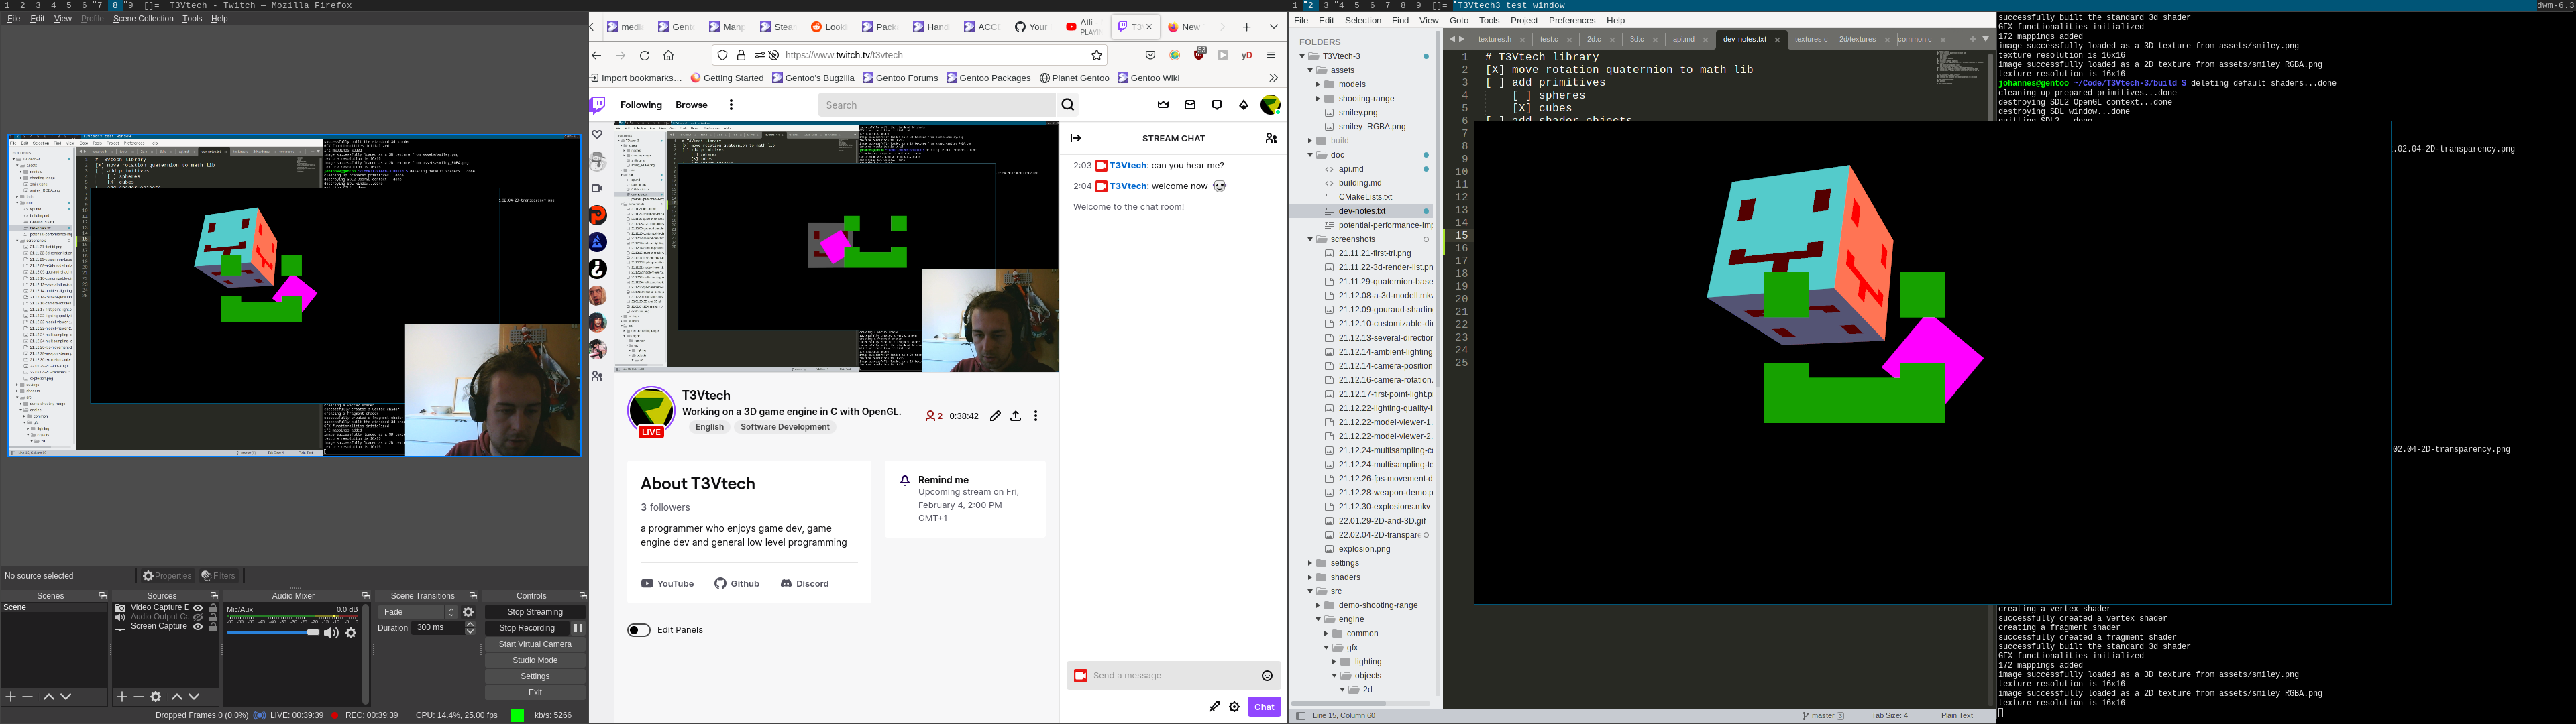 1 2 3 4 5 6 7 8 9 []= T3Vtech - Twitch — Mozilla Firefox
File Edit View Profile Scene Collection Tools Help
No source selected
Properties
Filters
Scenes
Scene
Sources
Video Capture D
Audio Output Ca
Screen Capture
Audio Mixer
Mic/Aux
0.0 dB
Scene Transitions
Fade
Duration 300 ms
Controls
Stop Streaming
Stop Recording
Start Virtual Camera
Studio Mode
Settings
Exit
Dropped Frames 0 (0.0%) LIVE: 00:39:39 REC: 00:39:39 CPU: 14.4%, 25.00 fps kb/s: 5266
https://www.twitch.tv/t3vtech
Import bookmarks… Getting Started Gentoo's Bugzilla Gentoo Forums Gentoo Packages Planet Gentoo Gentoo Wiki
Following Browse
Search
STREAM CHAT
2:03 T3Vtech: can you hear me?
2:04 T3Vtech: welcome now
Welcome to the chat room!
T3Vtech
Working on a 3D game engine in C with OpenGL.
English Software Development
LIVE
2 0:38:42
About T3Vtech
3 followers
a programmer who enjoys game dev, game
engine dev and general low level programming
YouTube Github Discord
Remind me
Upcoming stream on Fri,
February 4, 2:00 PM
GMT+1
Edit Panels
Send a message
Chat
1 2 3 4 5 6 7 8 9 []= T3Vtech3 test window
dwm-6.3
File Edit Selection Find View Goto Tools Project Preferences Help
FOLDERS
T3Vtech-3
assets
models
shooting-range
smiley.png
smiley_RGBA.png
build
doc
api.md
building.md
CMakeLists.txt
dev-notes.txt
potential-performance-imp
screenshots
21.11.21-first-tri.png
21.11.22-3d-render-list.pn
21.11.29-quaternion-base
21.12.08-a-3d-modell.mkv
21.12.09-gouraud-shading
21.12.10-customizable-dir
21.12.13-several-direction
21.12.14-ambient-lighting
21.12.14-camera-position
21.12.16-camera-rotation.
21.12.17-first-point-light.p
21.12.22-lighting-quality-i
21.12.22-model-viewer-1.
21.12.22-model-viewer-2.
21.12.24-multisampling-co
21.12.24-multisampling-te
21.12.26-fps-movement-d
21.12.28-weapon-demo.p
21.12.30-explosions.mkv
22.01.29-2D-and-3D.gif
22.02.04-2D-transpare
explosion.png
settings
shaders
src
demo-shooting-range
engine
common
gfx
lighting
objects
2d
textures.h test.c 2d.c 3d.c api.md dev-notes.txt textures.c — 2d/textures common.c
1 # T3Vtech library
2 [X] move rotation quaternion to math lib
3 [ ] add primitives
4 [ ] spheres
5 [X] cubes
6 [ ] add shader objects
7
8
9
10
11
12
13
14
15
16
17
18
19
20
21
22
23
24
25
Line 15, Column 60
master 3
Tab Size: 4
Plain Text
successfully built the standard 3d shader
GFX functionalities initialized
172 mappings added
image successfully loaded as a 3D texture from assets/smiley.png
texture resolution is 16x16
image successfully loaded as a 2D texture from assets/smiley_RGBA.png
texture resolution is 16x16
johannes@gentoo ~/Code/T3Vtech-3/build $ deleting default shaders...done
cleaning up prepared primitives...done
destroying SDL2 OpenGL context...done
destroying SDL window...done
quitting SDL2...done
2.02.04-2D-transparency.png
02.04-2D-transparency.png
creating a vertex shader
successfully created a vertex shader
creating a fragment shader
successfully created a fragment shader
successfully built the standard 3d shader
GFX functionalities initialized
172 mappings added
image successfully loaded as a 3D texture from assets/smiley.png
texture resolution is 16x16
image successfully loaded as a 2D texture from assets/smiley_RGBA.png
texture resolution is 16x16